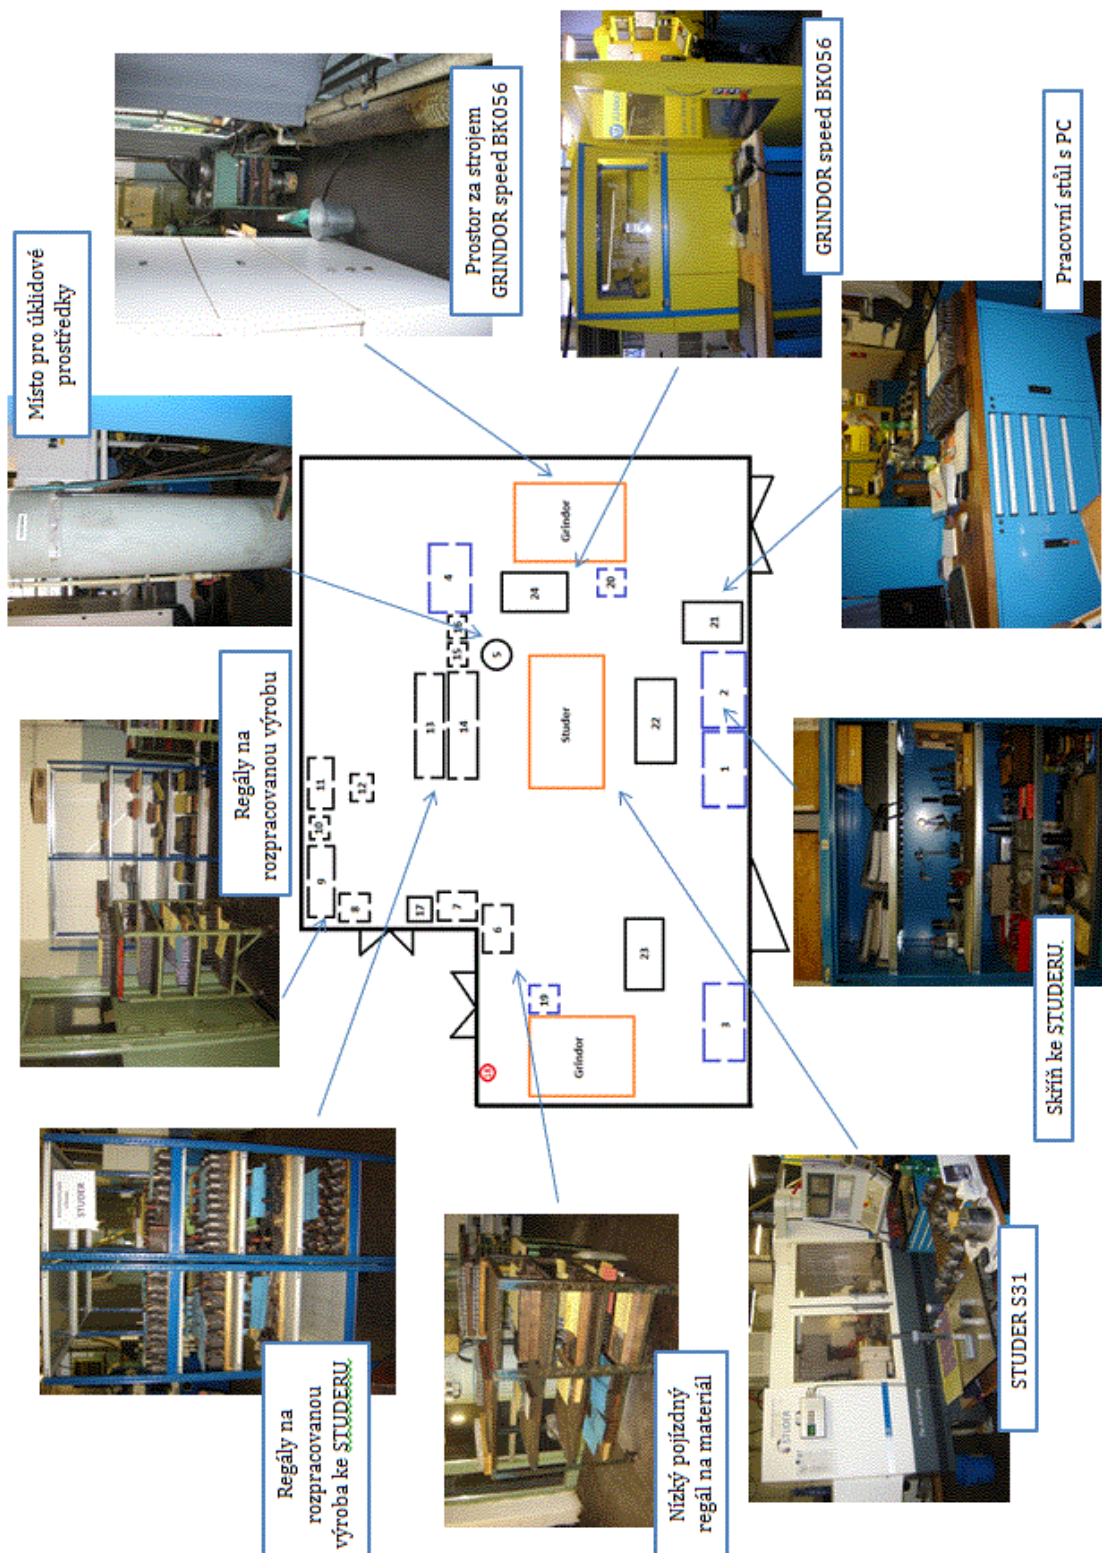 Regály na
rozpracovanou
výroba ke STUDERU
STUDER
Regály na
rozpracovanou výrobu
Místo pro úklidové
prostředky
Prostor za strojem
GRINDOR speed BK056
Nízký pojízdný
regál na materiál
9
10
11
8
12
17
7
13
4
6
14
15
16
18
5
19
24
Grindor
Studer
Grindor
20
23
22
3
1
2
21
GRINDOR speed BK056
STUDER
STUDER S31
Skříň ke STUDERU.
Pracovní stůl s PC